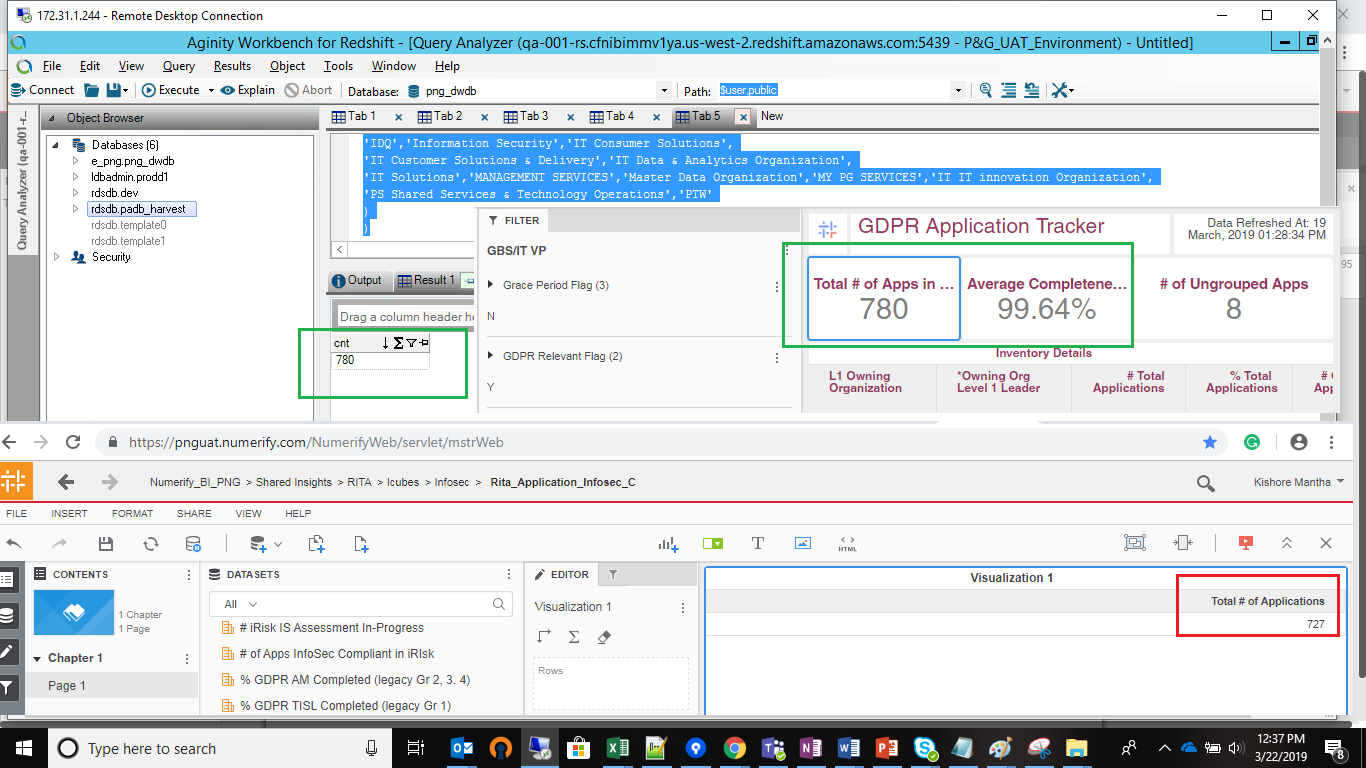 172.31.1.244 - Remote Desktop Connection
Aginity Workbench for Redshift - [Query Analyzer (qa-001-rs.cfnibimmv1ya.us-west-2.redshift.amazonaws.com:5439 - P&G_UAT_Environment) - Untitled]
File Edit View Query Results Object Tools Window Help
Connect Execute Explain Abort Database: png_dwdb Path: $user,public
Query Analyzer (qa-001-r...
Object Browser
Databases (6)
e_png.png_dwdb
ldbadmin.prodd1
rdsdb.dev
rdsdb.padb_harvest
rdsdb.template0
rdsdb.template1
Security
Tab 1 Tab 2 Tab 3 Tab 4 Tab 5 New
'IDQ','Information Security','IT Consumer Solutions',
'IT Customer Solutions & Delivery','IT Data & Analytics Organization',
'IT Solutions','MANAGEMENT SERVICES','Master Data Organization','MY PG SERVICES','IT IT innovation Organization',
'PS Shared Services & Technology Operations','PTW'
)
)
Output Result 1
Drag a column header he
cnt
780
FILTER
GBS/IT VP
Grace Period Flag (3)
N
GDPR Relevant Flag (2)
Y
GDPR Application Tracker
Data Refreshed At: 19
March, 2019 01:28:34 PM
95
Total # of Apps in ...
780
Average Completene...
99.64%
# of Ungrouped Apps
8
Inventory Details
L1 Owning
Organization
*Owning Org
Level 1 Leader
# Total
Applications
% Total
Applications
#
App
https://pnguat.numerify.com/NumerifyWeb/servlet/mstrWeb
Numerify_BI_PNG > Shared Insights > RITA > Icubes > Infosec > Rita_Application_Infosec_C
Kishore Mantha
FILE INSERT FORMAT SHARE VIEW HELP
T
HTML
CONTENTS
1 Chapter
1 Page
Chapter 1
Page 1
DATASETS
All
# iRisk IS Assessment In-Progress
# of Apps InfoSec Compliant in iRIsk
% GDPR AM Completed (legacy Gr 2, 3. 4)
% GDPR TISL Completed (legacy Gr 1)
EDITOR
Visualization 1
Rows
Visualization 1
Total # of Applications
727
Type here to search
12:37 PM
3/22/2019
8